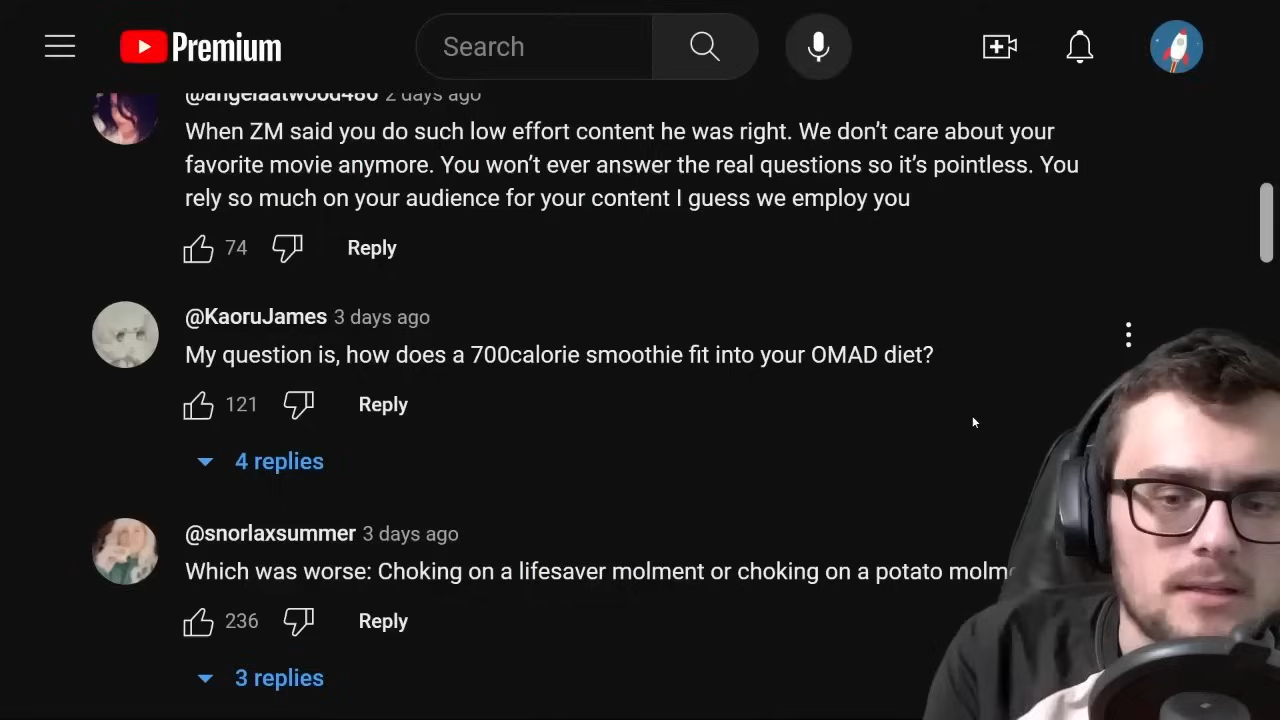 Premium
Search
@angelaatwood486 2 days ago
When ZM said you do such low effort content he was right. We don’t care about your
favorite movie anymore. You won’t ever answer the real questions so it’s pointless. You
rely so much on your audience for your content I guess we employ you
74 Reply
@KaoruJames 3 days ago
My question is, how does a 700calorie smoothie fit into your OMAD diet?
121 Reply
4 replies
@snorlaxsummer 3 days ago
Which was worse: Choking on a lifesaver molment or choking on a potato
236 Reply
3 replies